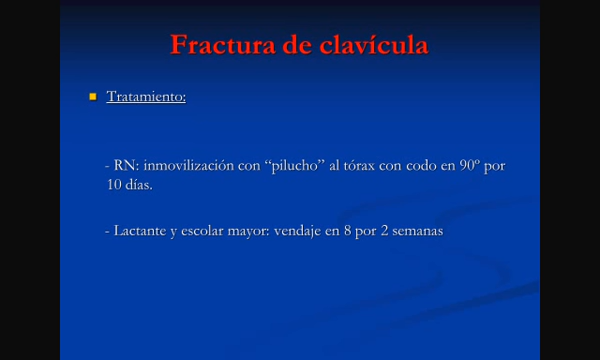 Fractura de clavícula
Tratamiento:
- RN: inmovilización con “pilucho” al tórax con codo en 90º por
10 días.
- Lactante y escolar mayor: vendaje en 8 por 2 semanas